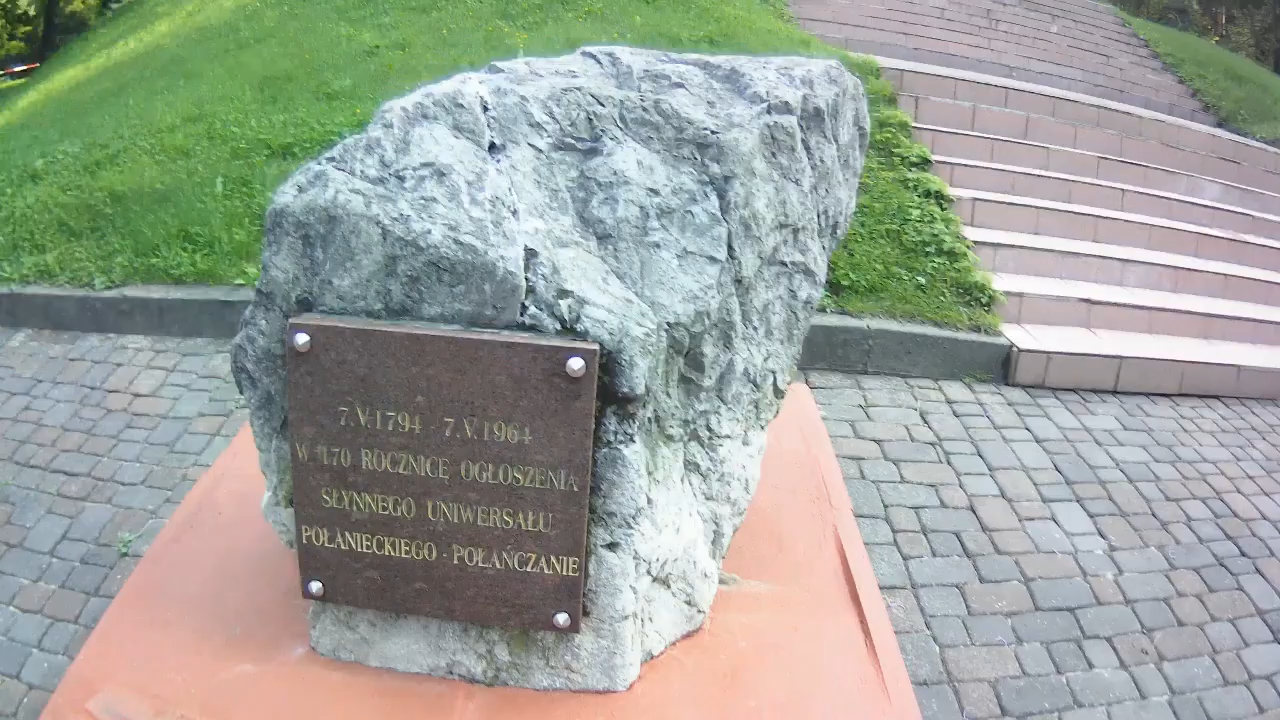 7.V.1794 - 7.V.1964
W 170 ROCZNICĘ OGŁOSZENIA
SŁYNNEGO UNIWERSAŁU
POŁANIECKIEGO - POŁAŃCZANIE